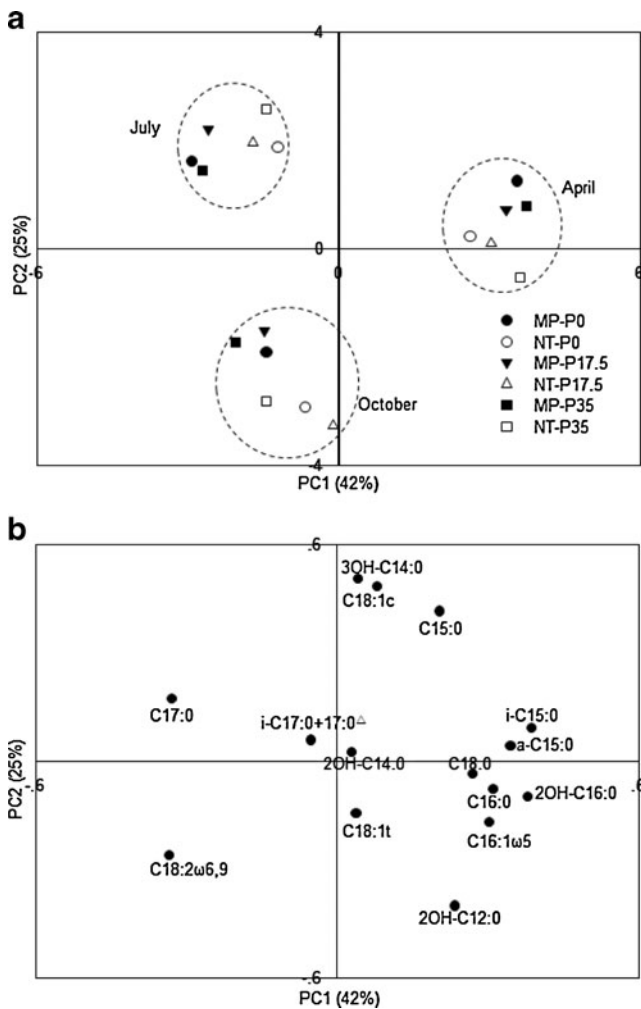 a
4
July
April
PC2 (25%)
-6
0
0
6
MP-P0
NT-P0
MP-P17.5
NT-P17.5
MP-P35
NT-P35
October
-4
PC1 (42%)
b
.6
3OH-C14:0
C18:1c
C15:0
C17:0
i-C17:0+17:0
i-C15:0
a-C15:0
2OH-C14:0
C18:0
PC2 (25%)
-.6
.6
C16:0
2OH-C16:0
C18:1t
C16:1ω5
C18:2ω6,9
2OH-C12:0
-.6
PC1 (42%)